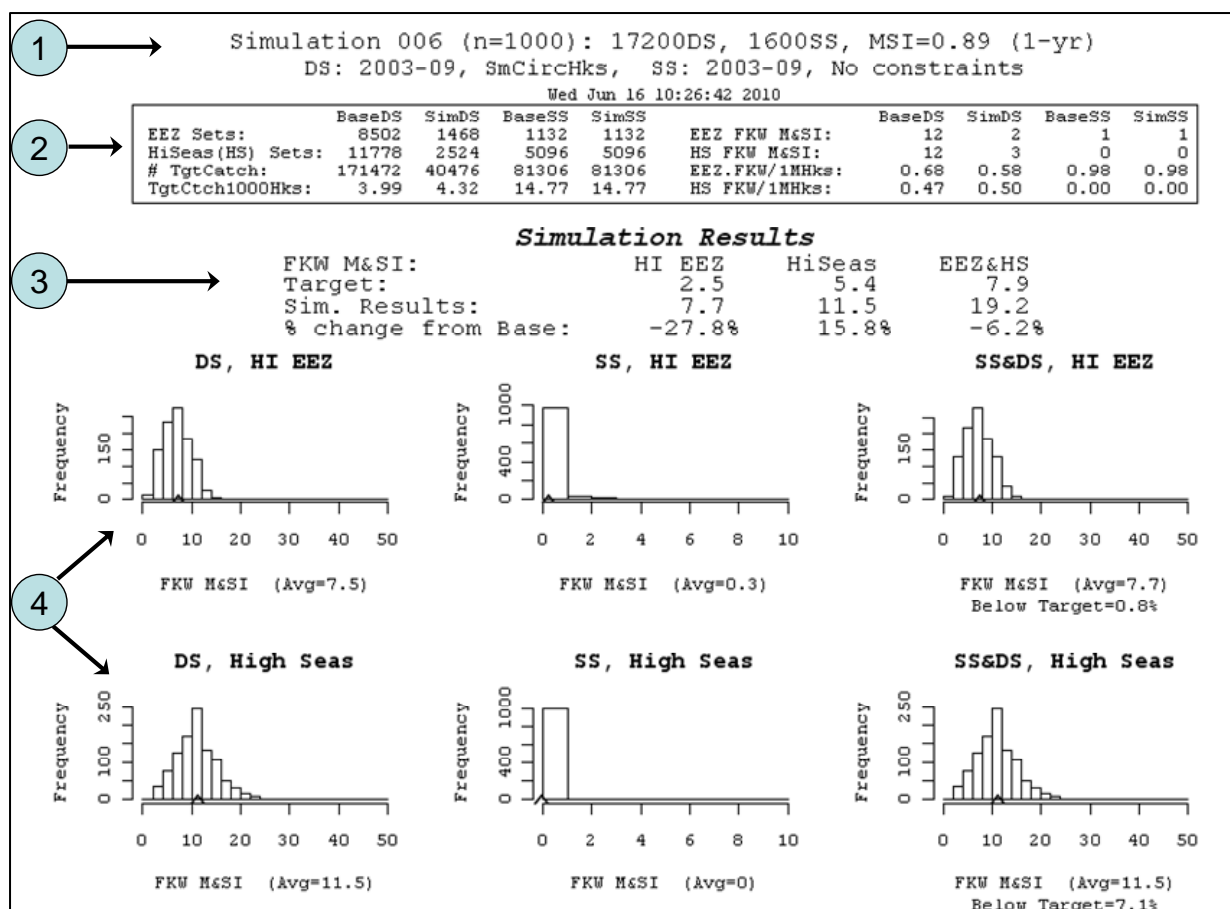 1
Simulation 006 (n=1000): 17200DS, 1600SS, MSI=0.89 (1-yr)
DS: 2003-09, SmCircHks, SS: 2003-09, No constraints
Wed Jun 16 10:26:42 2010
2
BaseDS SimDS BaseSS SimSS BaseDS SimDS BaseSS SimSS
EEZ Sets: 8502 1468 1132 1132 EEZ FKW M&SI: 12 2 1 1
HiSeas(HS) Sets: 11778 2524 5096 5096 HS FKW M&SI: 12 3 0 0
# TgtCatch: 171472 40476 81306 81306 EEZ.FKW/1MHks: 0.68 0.58 0.98 0.98
TgtCtch1000Hks: 3.99 4.32 14.77 14.77 HS FKW/1MHks: 0.47 0.50 0.00 0.00
Simulation Results
3
FKW M&SI: HI EEZ HiSeas EEZ&HS
Target: 2.5 5.4 7.9
Sim. Results: 7.7 11.5 19.2
% change from Base: -27.8% 15.8% -6.2%
DS, HI EEZ SS, HI EEZ SS&DS, HI EEZ
Frequency
0 150
0 10 20 30 40 50
FKW M&SI (Avg=7.5)
Frequency
0 400 1000
0 2 4 6 8 10
FKW M&SI (Avg=0.3)
Frequency
0 150
0 10 20 30 40 50
FKW M&SI (Avg=7.7)
Below Target=0.8%
4
DS, High Seas SS, High Seas SS&DS, High Seas
Frequency
0 100 250
0 10 20 30 40 50
FKW M&SI (Avg=11.5)
Frequency
0 400 1000
0 2 4 6 8 10
FKW M&SI (Avg=0)
Frequency
0 100 250
0 10 20 30 40 50
FKW M&SI (Avg=11.5)
Below Target=7.1%